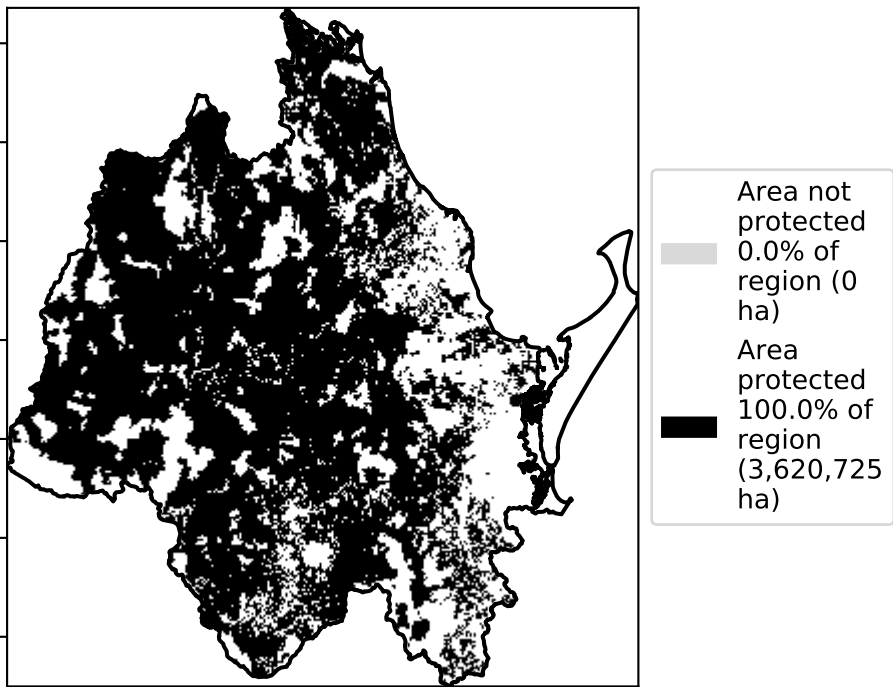 Area not
protected
0.0% of
region (0
ha)
Area
protected
100.0% of
region
(3,620,725
ha)